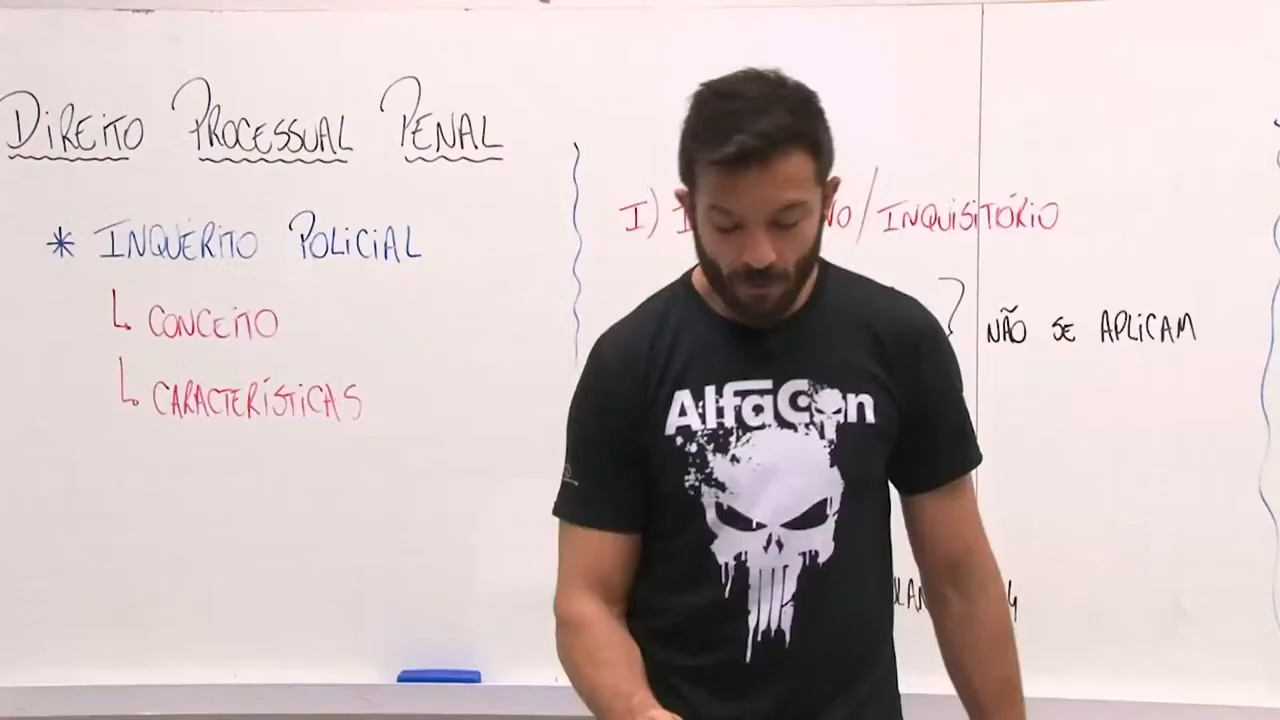 DIREITO PROCESSUAL PENAL
* INQUÉRITO POLICIAL
CONCEITO
CARACTERÍSTICAS
I) /INQUISITÓRIO
NÃO SE APLICAM
AlfaCon